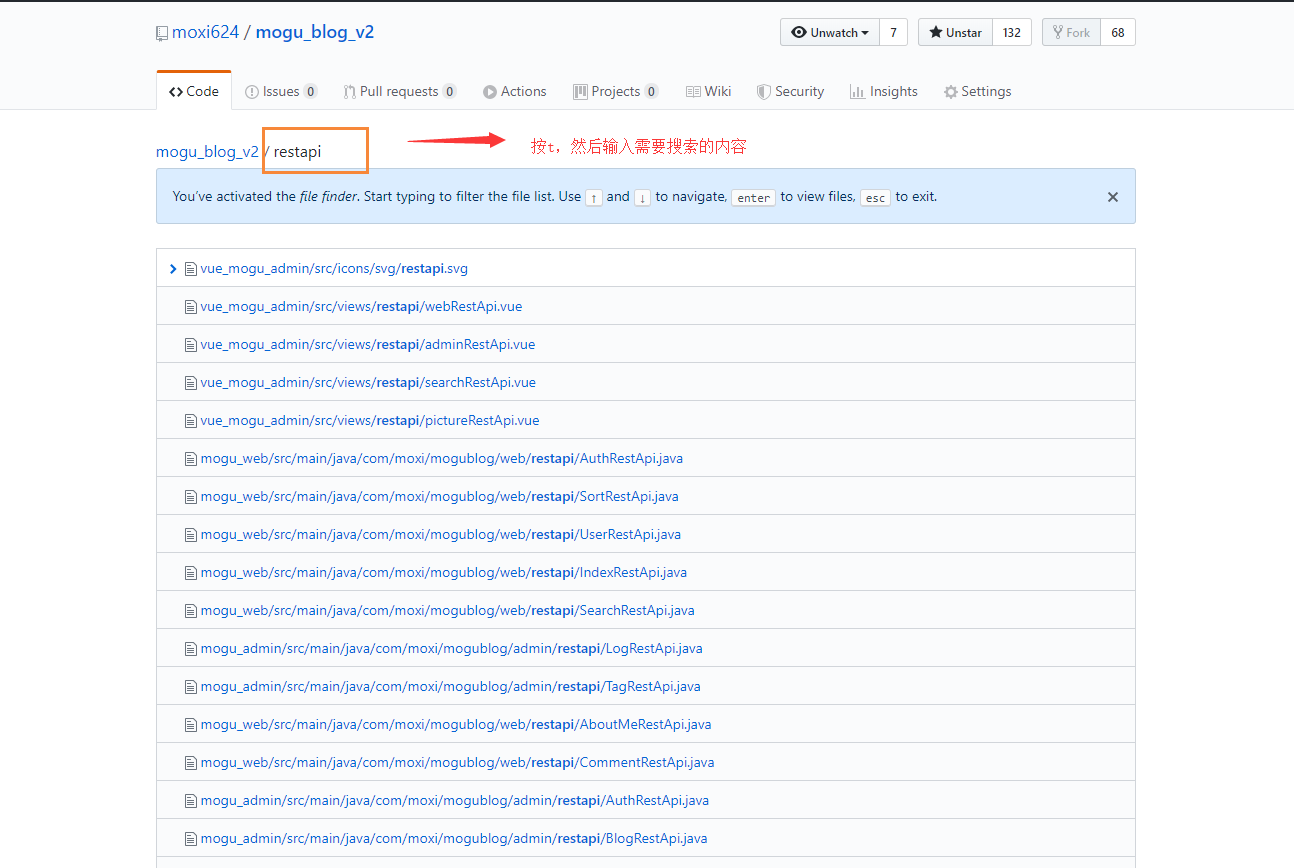 moxi624 / mogu_blog_v2
Unwatch 7 Unstar 132 Fork 68
Code Issues 0 Pull requests 0 Actions Projects 0 Wiki Security Insights Settings
mogu_blog_v2 / restapi
按t，然后输入需要搜索的内容
You've activated the file finder. Start typing to filter the file list. Use ↑ and ↓ to navigate, enter to view files, esc to exit.
vue_mogu_admin/src/icons/svg/restapi.svg
vue_mogu_admin/src/views/restapi/webRestApi.vue
vue_mogu_admin/src/views/restapi/adminRestApi.vue
vue_mogu_admin/src/views/restapi/searchRestApi.vue
vue_mogu_admin/src/views/restapi/pictureRestApi.vue
mogu_web/src/main/java/com/moxi/mogublog/web/restapi/AuthRestApi.java
mogu_web/src/main/java/com/moxi/mogublog/web/restapi/SortRestApi.java
mogu_web/src/main/java/com/moxi/mogublog/web/restapi/UserRestApi.java
mogu_web/src/main/java/com/moxi/mogublog/web/restapi/IndexRestApi.java
mogu_web/src/main/java/com/moxi/mogublog/web/restapi/SearchRestApi.java
mogu_admin/src/main/java/com/moxi/mogublog/admin/restapi/LogRestApi.java
mogu_admin/src/main/java/com/moxi/mogublog/admin/restapi/TagRestApi.java
mogu_web/src/main/java/com/moxi/mogublog/web/restapi/AboutMeRestApi.java
mogu_web/src/main/java/com/moxi/mogublog/web/restapi/CommentRestApi.java
mogu_admin/src/main/java/com/moxi/mogublog/admin/restapi/AuthRestApi.java
mogu_admin/src/main/java/com/moxi/mogublog/admin/restapi/BlogRestApi.java